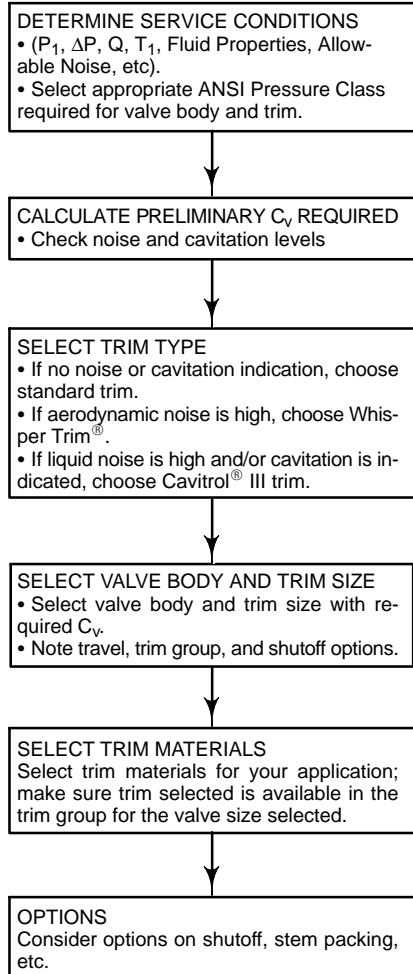 DETERMINE SERVICE CONDITIONS
• (P₁, ΔP, Q, T₁, Fluid Properties, Allow-
able Noise, etc).
• Select appropriate ANSI Pressure Class
required for valve body and trim.
CALCULATE PRELIMINARY Cᵥ REQUIRED
• Check noise and cavitation levels
SELECT TRIM TYPE
• If no noise or cavitation indication, choose
standard trim.
• If aerodynamic noise is high, choose Whis-
per Trim®.
• If liquid noise is high and/or cavitation is in-
dicated, choose Cavitrol® III trim.
SELECT VALVE BODY AND TRIM SIZE
• Select valve body and trim size with re-
quired Cᵥ.
• Note travel, trim group, and shutoff options.
SELECT TRIM MATERIALS
Select trim materials for your application;
make sure trim selected is available in the
trim group for the valve size selected.
OPTIONS
Consider options on shutoff, stem packing,
etc.